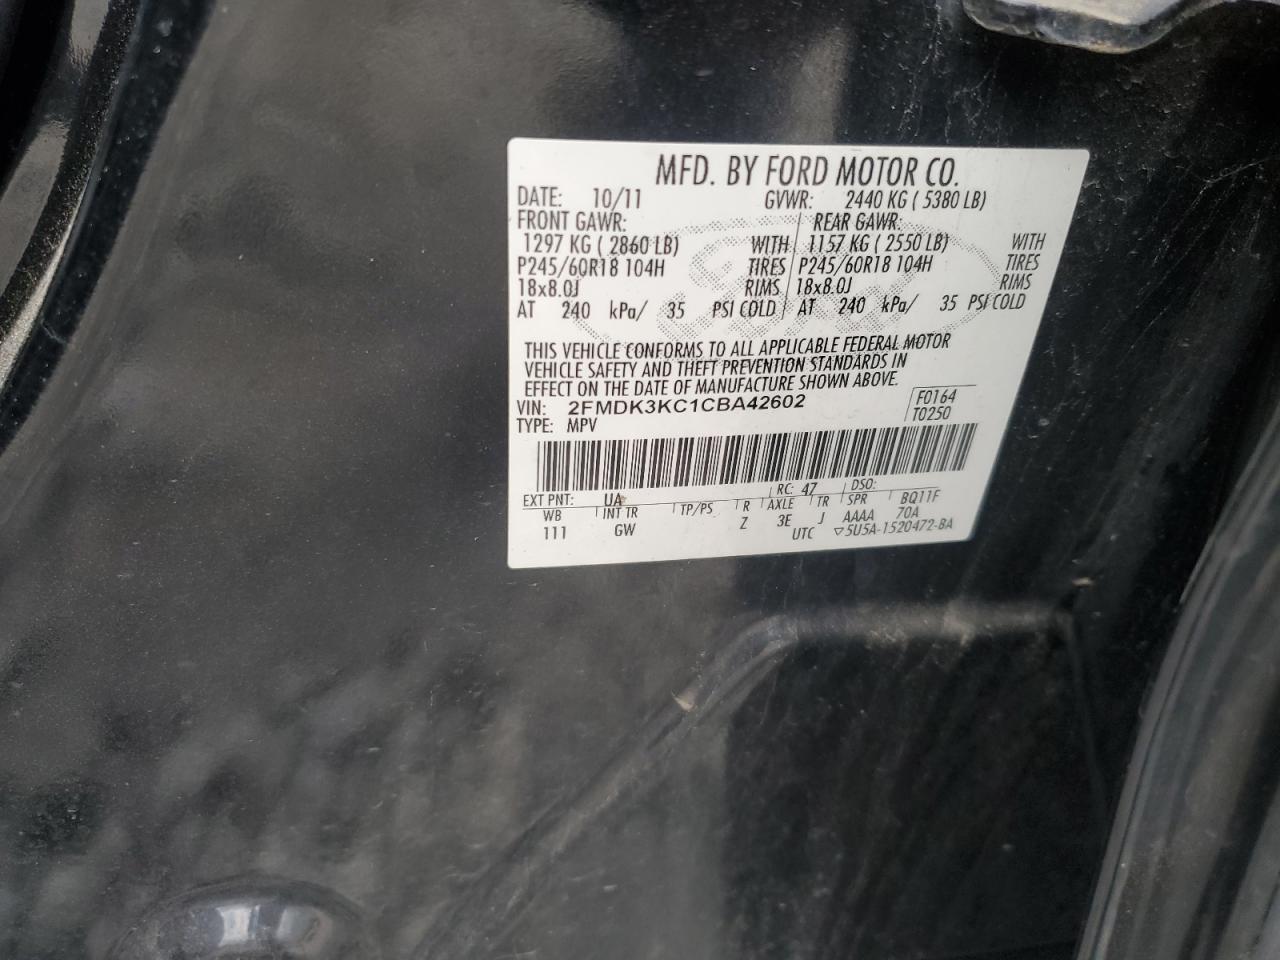 MFD. BY FORD MOTOR CO.
DATE: 10/11 GVWR: 2440 KG ( 5380 LB)
FRONT GAWR: REAR GAWR:
1297 KG ( 2860 LB) WITH 1157 KG ( 2550 LB) WITH
P245/60R18 104H TIRES P245/60R18 104H TIRES
18x8.0J RIMS 18x8.0J RIMS
AT 240 kPa/ 35 PSI COLD AT 240 kPa/ 35 PSI COLD
THIS VEHICLE CONFORMS TO ALL APPLICABLE FEDERAL MOTOR
VEHICLE SAFETY AND THEFT PREVENTION STANDARDS IN
EFFECT ON THE DATE OF MANUFACTURE SHOWN ABOVE.
VIN: 2FMDK3KC1CBA42602 F0164
TYPE: MPV T0250
EXT PNT: UA RC: 47 DSO:
WB INT TR TP/PS R AXLE TR SPR BQ11F
111 GW Z 3E J AAAA 70A
UTC ▽5U5A-1520472-BA